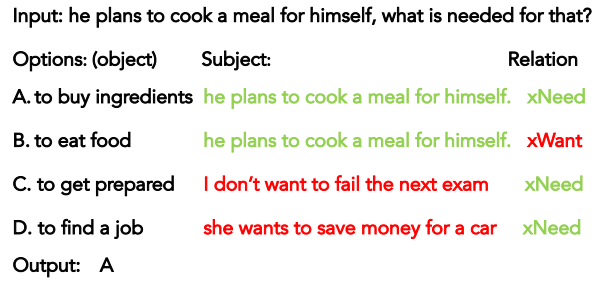 Input: he plans to cook a meal for himself, what is needed for that?
Options: (object) Subject: Relation
A. to buy ingredients he plans to cook a meal for himself. xNeed
B. to eat food he plans to cook a meal for himself. xWant
C. to get prepared I don’t want to fail the next exam xNeed
D. to find a job she wants to save money for a car xNeed
Output: A